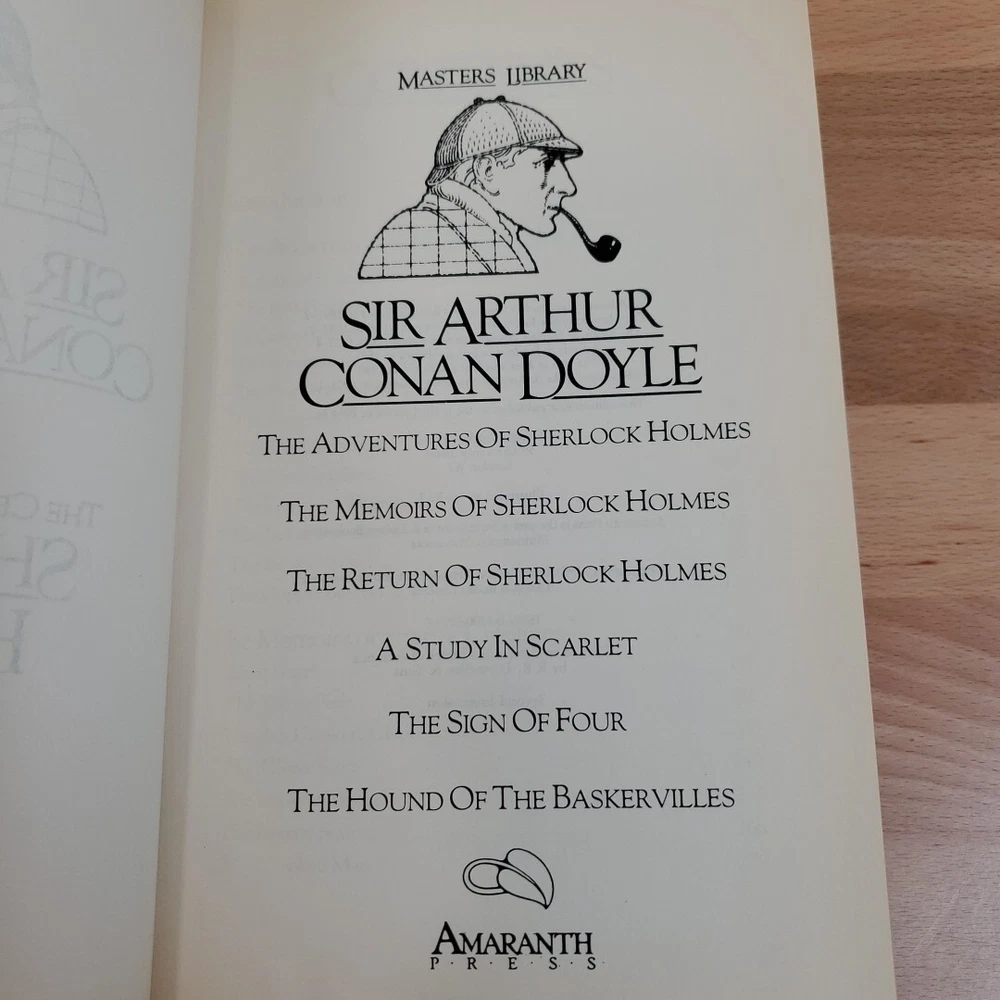 MASTERS LIBRARY
SIR ARTHUR
CONAN DOYLE
THE ADVENTURES OF SHERLOCK HOLMES
THE MEMOIRS OF SHERLOCK HOLMES
THE RETURN OF SHERLOCK HOLMES
A STUDY IN SCARLET
THE SIGN OF FOUR
THE HOUND OF THE BASKERVILLES
AMARANTH
P·R·E·S·S